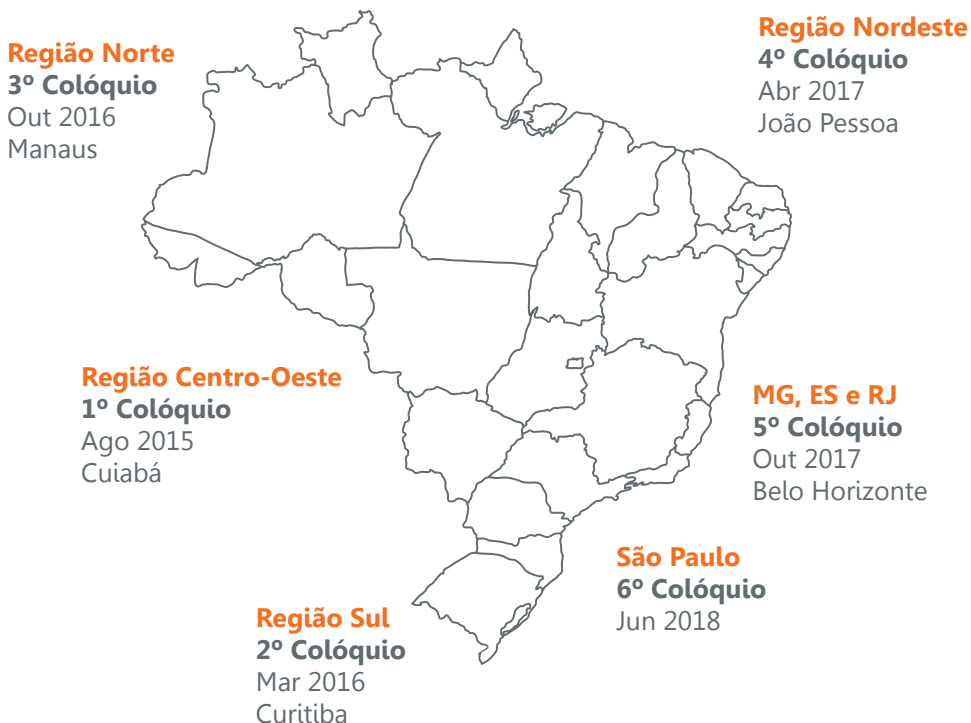 Região Norte
3º Colóquio
Out 2016
Manaus
Região Nordeste
4º Colóquio
Abr 2017
João Pessoa
Região Centro-Oeste
1º Colóquio
Ago 2015
Cuiabá
MG, ES e RJ
5º Colóquio
Out 2017
Belo Horizonte
São Paulo
6º Colóquio
Jun 2018
Região Sul
2º Colóquio
Mar 2016
Curitiba